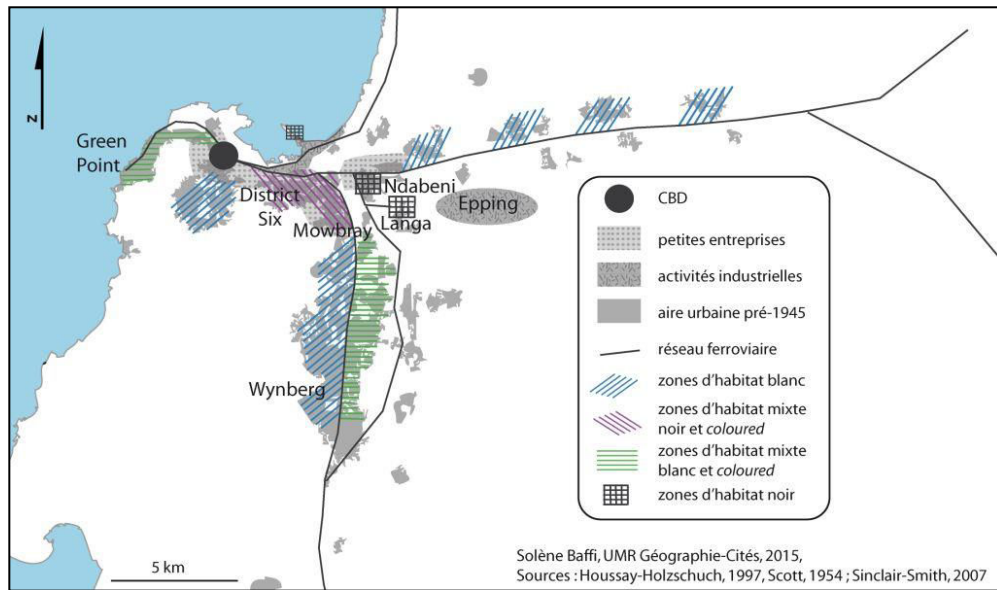 N
Green
Point
District
Six
Mowbray
Ndabeni
Langa
Epping
Wynberg
CBD
petites entreprises
activités industrielles
aire urbaine pré-1945
réseau ferroviaire
zones d'habitat blanc
zones d'habitat mixte
noir et coloured
zones d'habitat mixte
blanc et coloured
zones d'habitat noir
5 km
Solène Baffi, UMR Géographie-Cités, 2015,
Sources : Houssay-Holzschuch, 1997, Scott, 1954 ; Sinclair-Smith, 2007